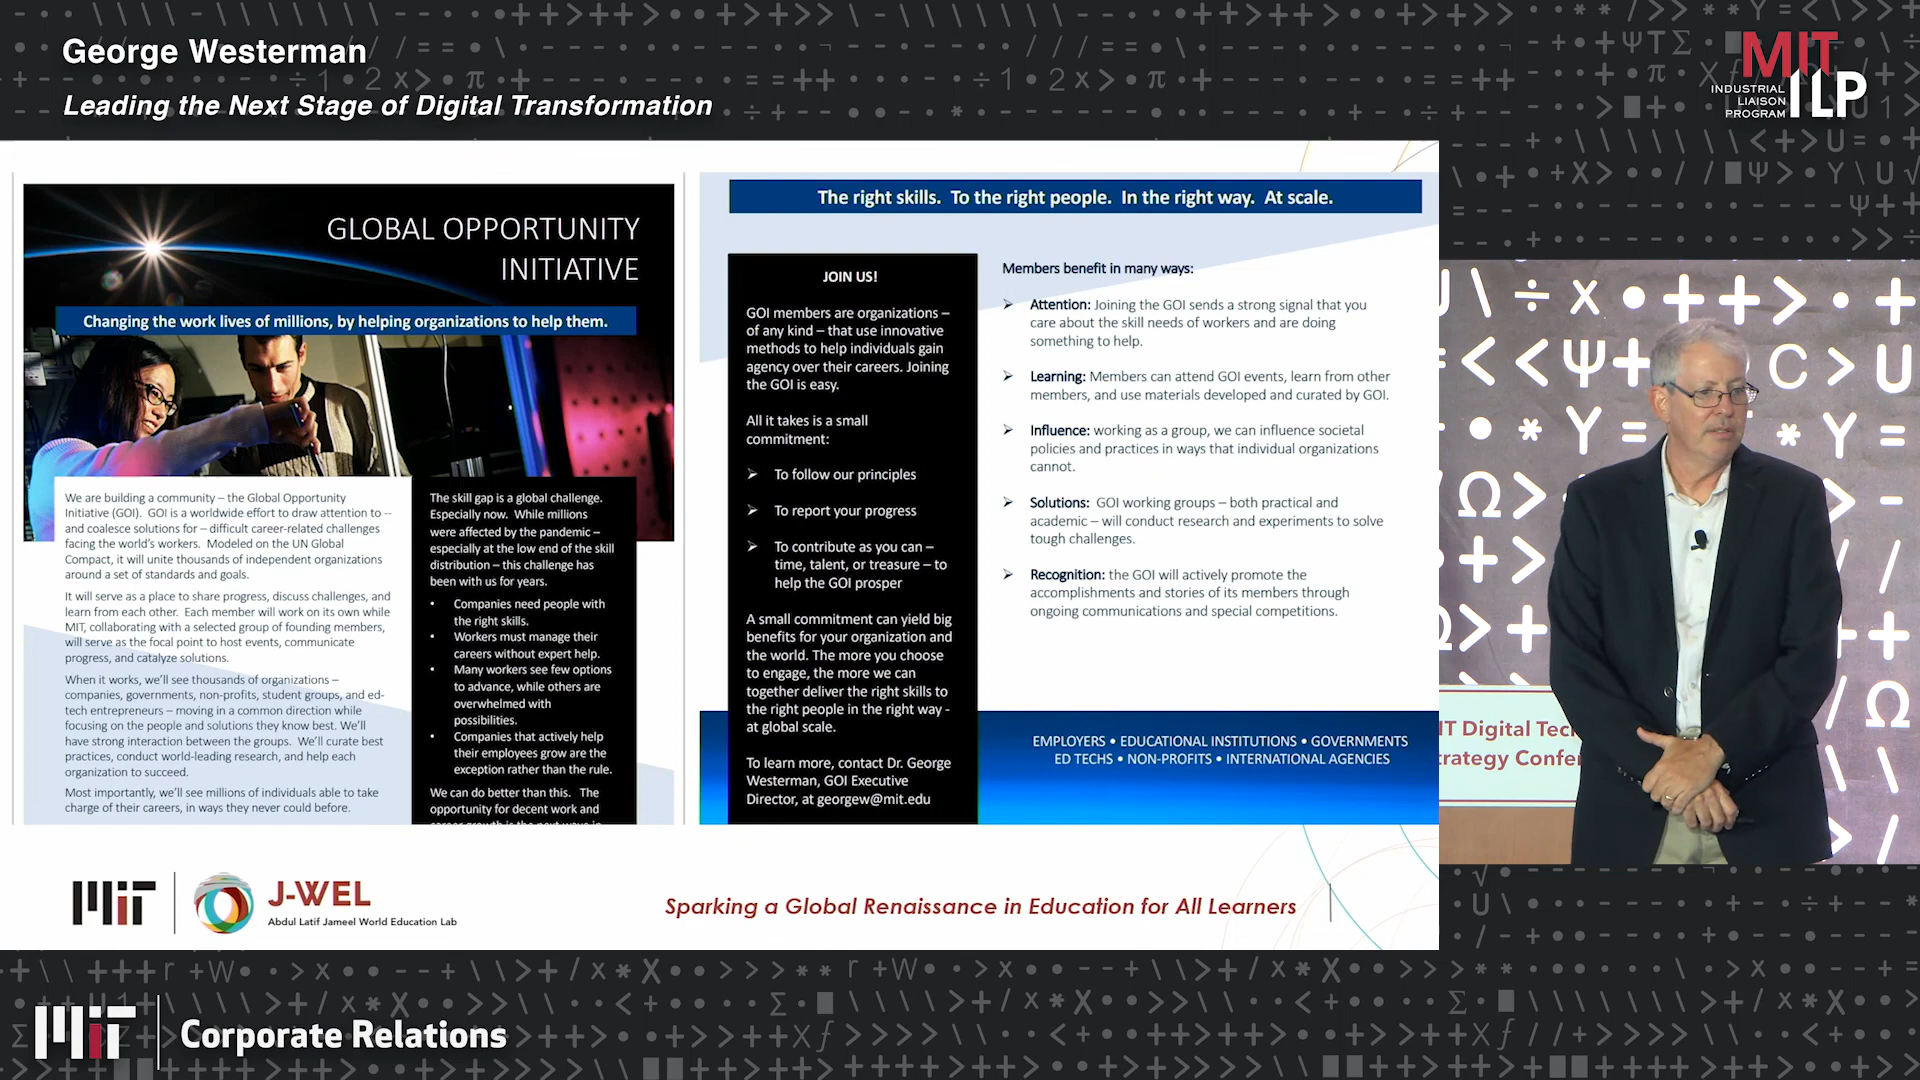 George Westerman
Leading the Next Stage of Digital Transformation
MIT
ILP
INDUSTRIAL
LIAISON
PROGRAM
GLOBAL OPPORTUNITY
INITIATIVE
Changing the work lives of millions, by helping organizations to help them.
We are building a community – the Global Opportunity
Initiative (GOI). GOI is a worldwide effort to draw attention to --
and coalesce solutions for – difficult career-related challenges
facing the world's workers. Modeled on the UN Global
Compact, it will unite thousands of independent organizations
around a set of standards and goals.
It will serve as a place to share progress, discuss challenges, and
learn from each other. Each member will work on its own while
MIT, collaborating with a selected group of founding members,
will serve as the focal point to host events, communicate
progress, and catalyze solutions.
When it works, we'll see thousands of organizations –
companies, governments, non-profits, student groups, and ed-
tech entrepreneurs – moving in a common direction while
focusing on the people and solutions they know best. We'll
have strong interaction between the groups. We'll curate best
practices, conduct world-leading research, and help each
organization to succeed.
Most importantly, we'll see millions of individuals able to take
charge of their careers, in ways they never could before.
The skill gap is a global challenge.
Especially now. While millions
were affected by the pandemic –
especially at the low end of the skill
distribution – this challenge has
been with us for years.
• Companies need people with
the right skills.
• Workers must manage their
careers without expert help.
• Many workers see few options
to advance, while others are
overwhelmed with
possibilities.
• Companies that actively help
their employees grow are the
exception rather than the rule.
We can do better than this. The
opportunity for decent work and
The right skills. To the right people. In the right way. At scale.
JOIN US!
GOI members are organizations –
of any kind – that use innovative
methods to help individuals gain
agency over their careers. Joining
the GOI is easy.
All it takes is a small
commitment:
➢ To follow our principles
➢ To report your progress
➢ To contribute as you can –
time, talent, or treasure – to
help the GOI prosper
A small commitment can yield big
benefits for your organization and
the world. The more you choose
to engage, the more we can
together deliver the right skills to
the right people in the right way -
at global scale.
To learn more, contact Dr. George
Westerman, GOI Executive
Director, at georgew@mit.edu
Members benefit in many ways:
➢ Attention: Joining the GOI sends a strong signal that you
care about the skill needs of workers and are doing
something to help.
➢ Learning: Members can attend GOI events, learn from other
members, and use materials developed and curated by GOI.
➢ Influence: working as a group, we can influence societal
policies and practices in ways that individual organizations
cannot.
➢ Solutions: GOI working groups – both practical and
academic – will conduct research and experiments to solve
tough challenges.
➢ Recognition: the GOI will actively promote the
accomplishments and stories of its members through
ongoing communications and special competitions.
EMPLOYERS • EDUCATIONAL INSTITUTIONS • GOVERNMENTS
ED TECHS • NON-PROFITS • INTERNATIONAL AGENCIES
MIT
J-WEL
Abdul Latif Jameel World Education Lab
Sparking a Global Renaissance in Education for All Learners
IT Digital Tec
rategy Confe
MIT
Corporate Relations